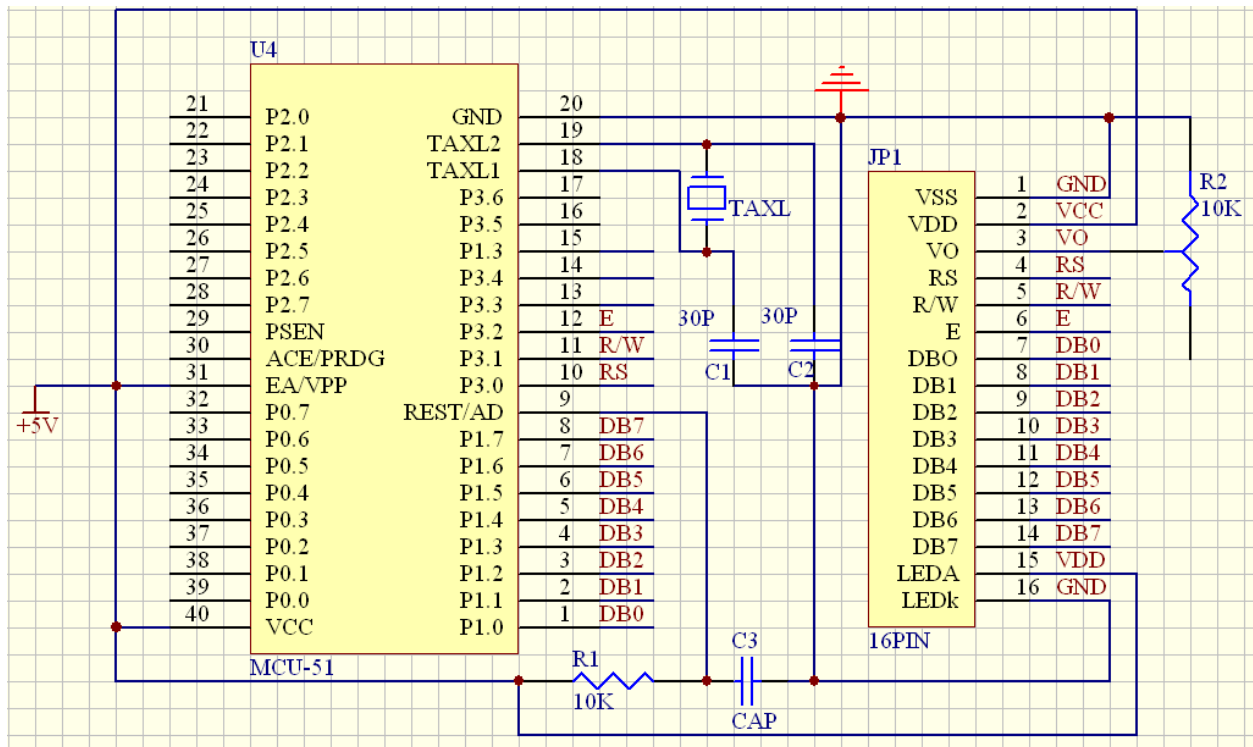 U4
21 P2.0 GND 20
22 P2.1 TAXL2 19
23 P2.2 TAXL1 18
24 P2.3 P3.6 17
25 P2.4 P3.5 16
26 P2.5 P1.3 15
27 P2.6 P3.4 14
28 P2.7 P3.3 13
29 PSEN P3.2 12 E
30 ACE/PRDG P3.1 11 R/W
31 EA/VPP P3.0 10 RS
32 P0.7 REST/AD 9
33 P0.6 P1.7 8 DB7
34 P0.5 P1.6 7 DB6
35 P0.4 P1.5 6 DB5
36 P0.3 P1.4 5 DB4
37 P0.2 P1.3 4 DB3
38 P0.1 P1.2 3 DB2
39 P0.0 P1.1 2 DB1
40 VCC P1.0 1 DB0
MCU-51
+5V
TAXL
30P 30P
C1 C2
R1
10K
C3
CAP
JP1
VSS 1 GND
VDD 2 VCC
VO 3 VO
RS 4 RS
R/W 5 R/W
E 6 E
DBO 7 DB0
DB1 8 DB1
DB2 9 DB2
DB3 10 DB3
DB4 11 DB4
DB5 12 DB5
DB6 13 DB6
DB7 14 DB7
LEDA 15 VDD
LEDk 16 GND
16PIN
R2
10K